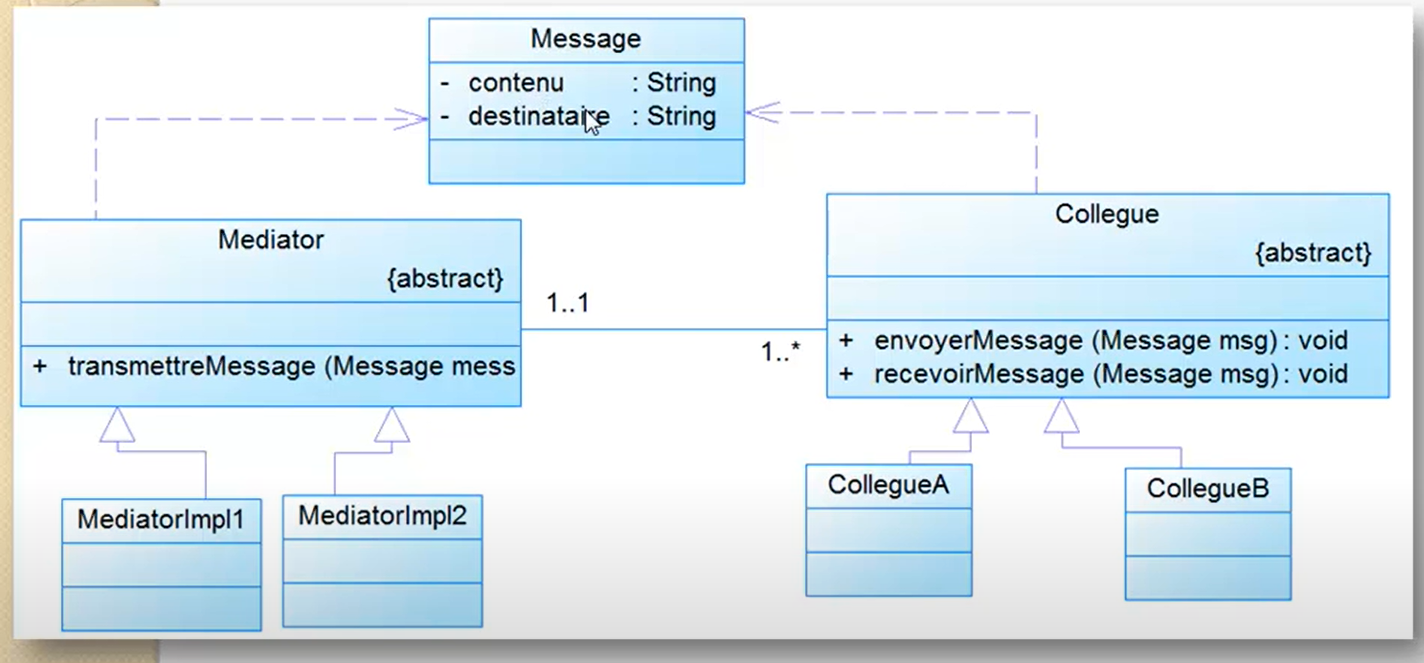 Message
- contenu : String
- destinataire : String
Mediator
{abstract}
+ transmettreMessage (Message mess
1..1
1..*
Collegue
{abstract}
+ envoyerMessage (Message msg) : void
+ recevoirMessage (Message msg) : void
MediatorImpl1
MediatorImpl2
CollegueA
CollegueB